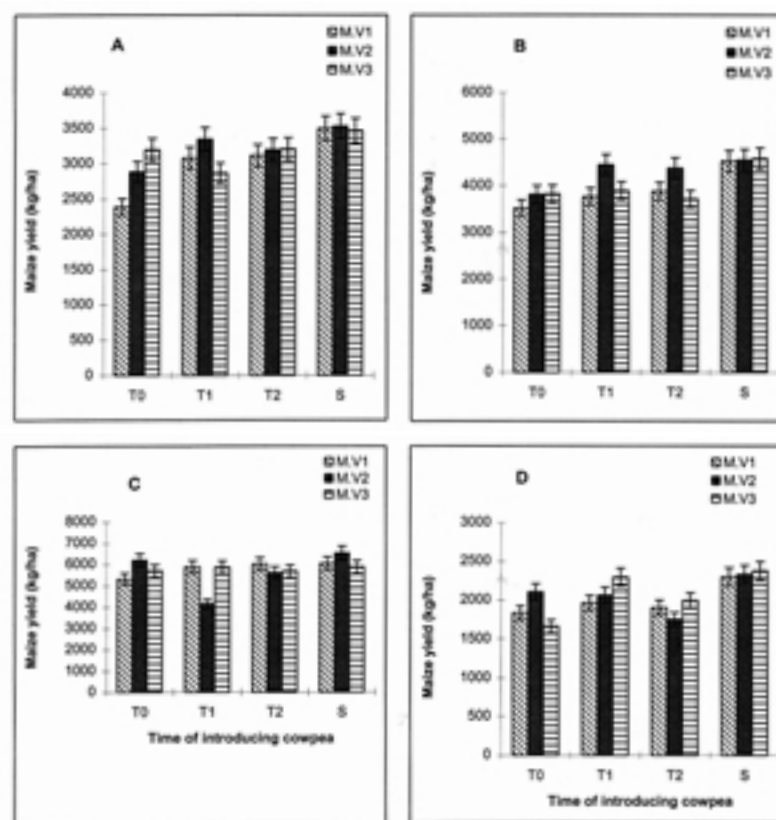 A
M.V1
M.V2
M.V3
Maize yield (kg/ha)
4000
3500
3000
2500
2000
1500
1000
500
0
T0 T1 T2 S
B
M.V1
M.V2
M.V3
Maize yield (kg/ha)
6000
5000
4000
3000
2000
1000
0
T0 T1 T2 S
C
M.V1
M.V2
M.V3
Maize yield (kg/ha)
8000
7000
6000
5000
4000
3000
2000
1000
0
T0 T1 T2 S
Time of introducing cowpea
D
M.V1
M.V2
M.V3
Maize yield (kg/ha)
3000
2500
2000
1500
1000
500
0
T0 T1 T2 S
Time of introducing cowpea